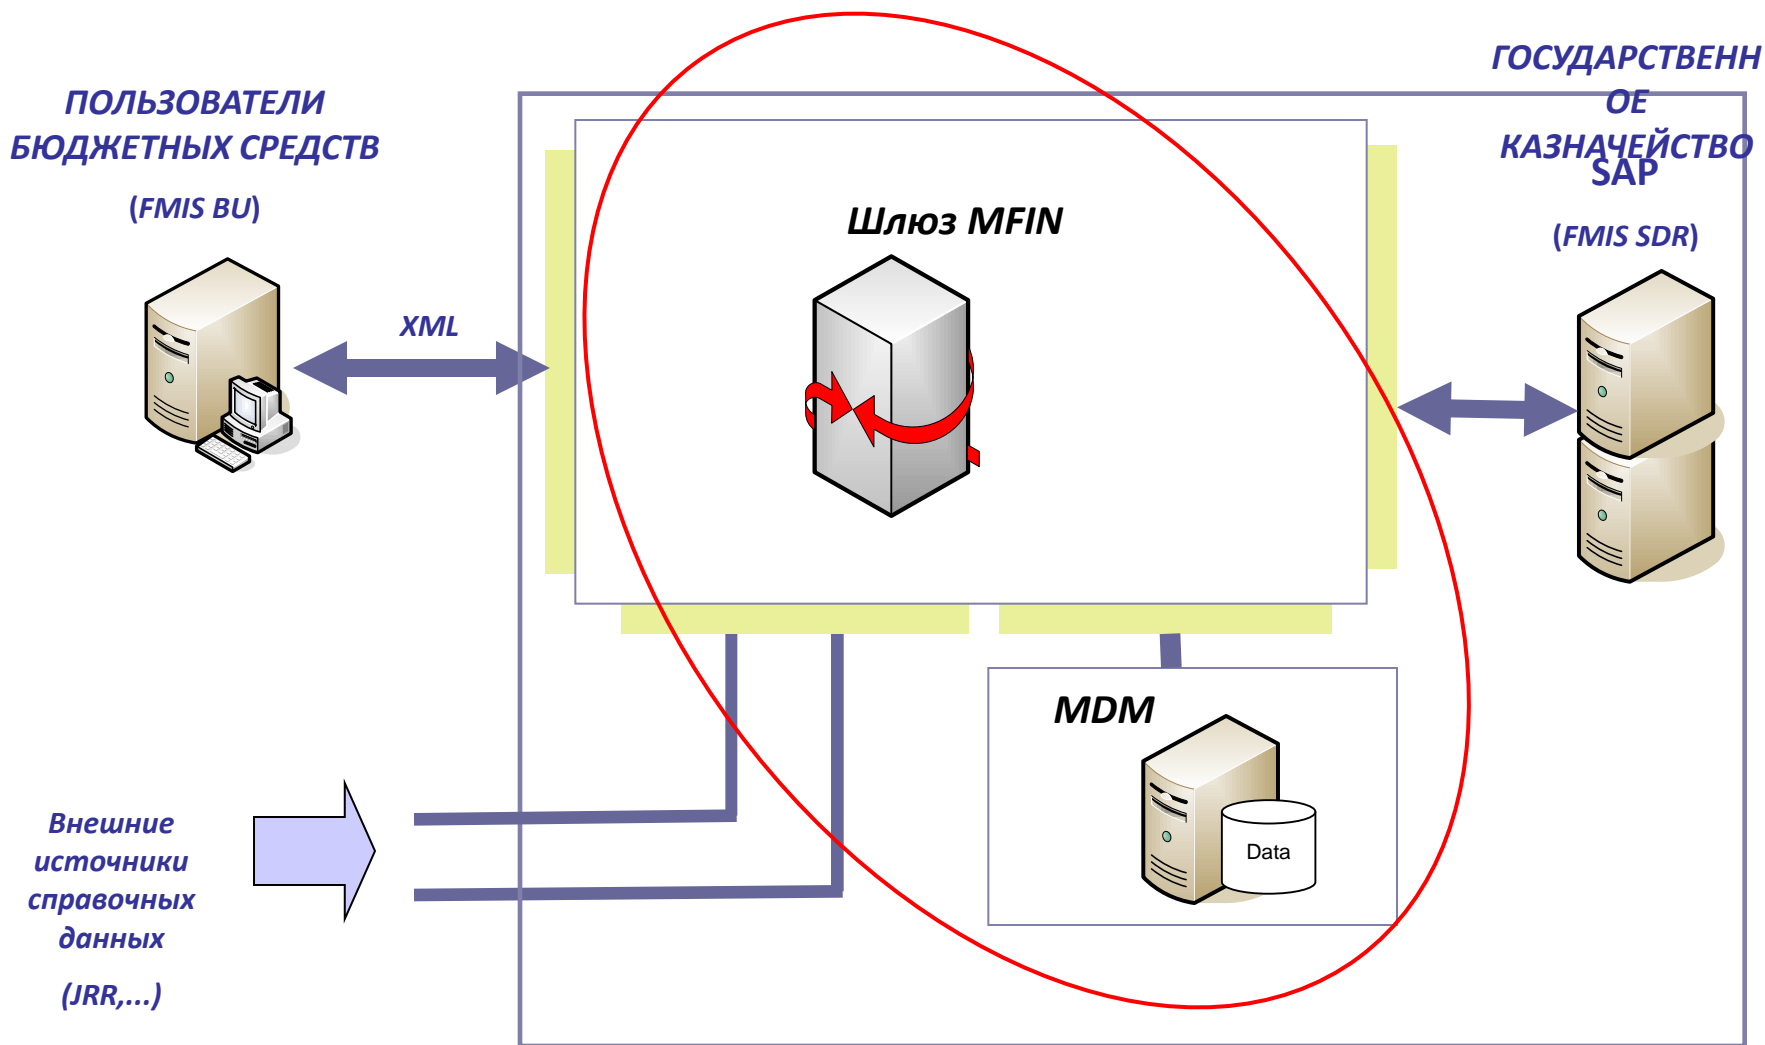 ПОЛЬЗОВАТЕЛИ
БЮДЖЕТНЫХ СРЕДСТВ
(FMIS BU)
XML
Шлюз MFIN
ГОСУДАРСТВЕНН
ОЕ
КАЗНАЧЕЙСТВО
SAP
(FMIS SDR)
MDM
Data
Внешние
источники
справочных
данных
(JRR,...)